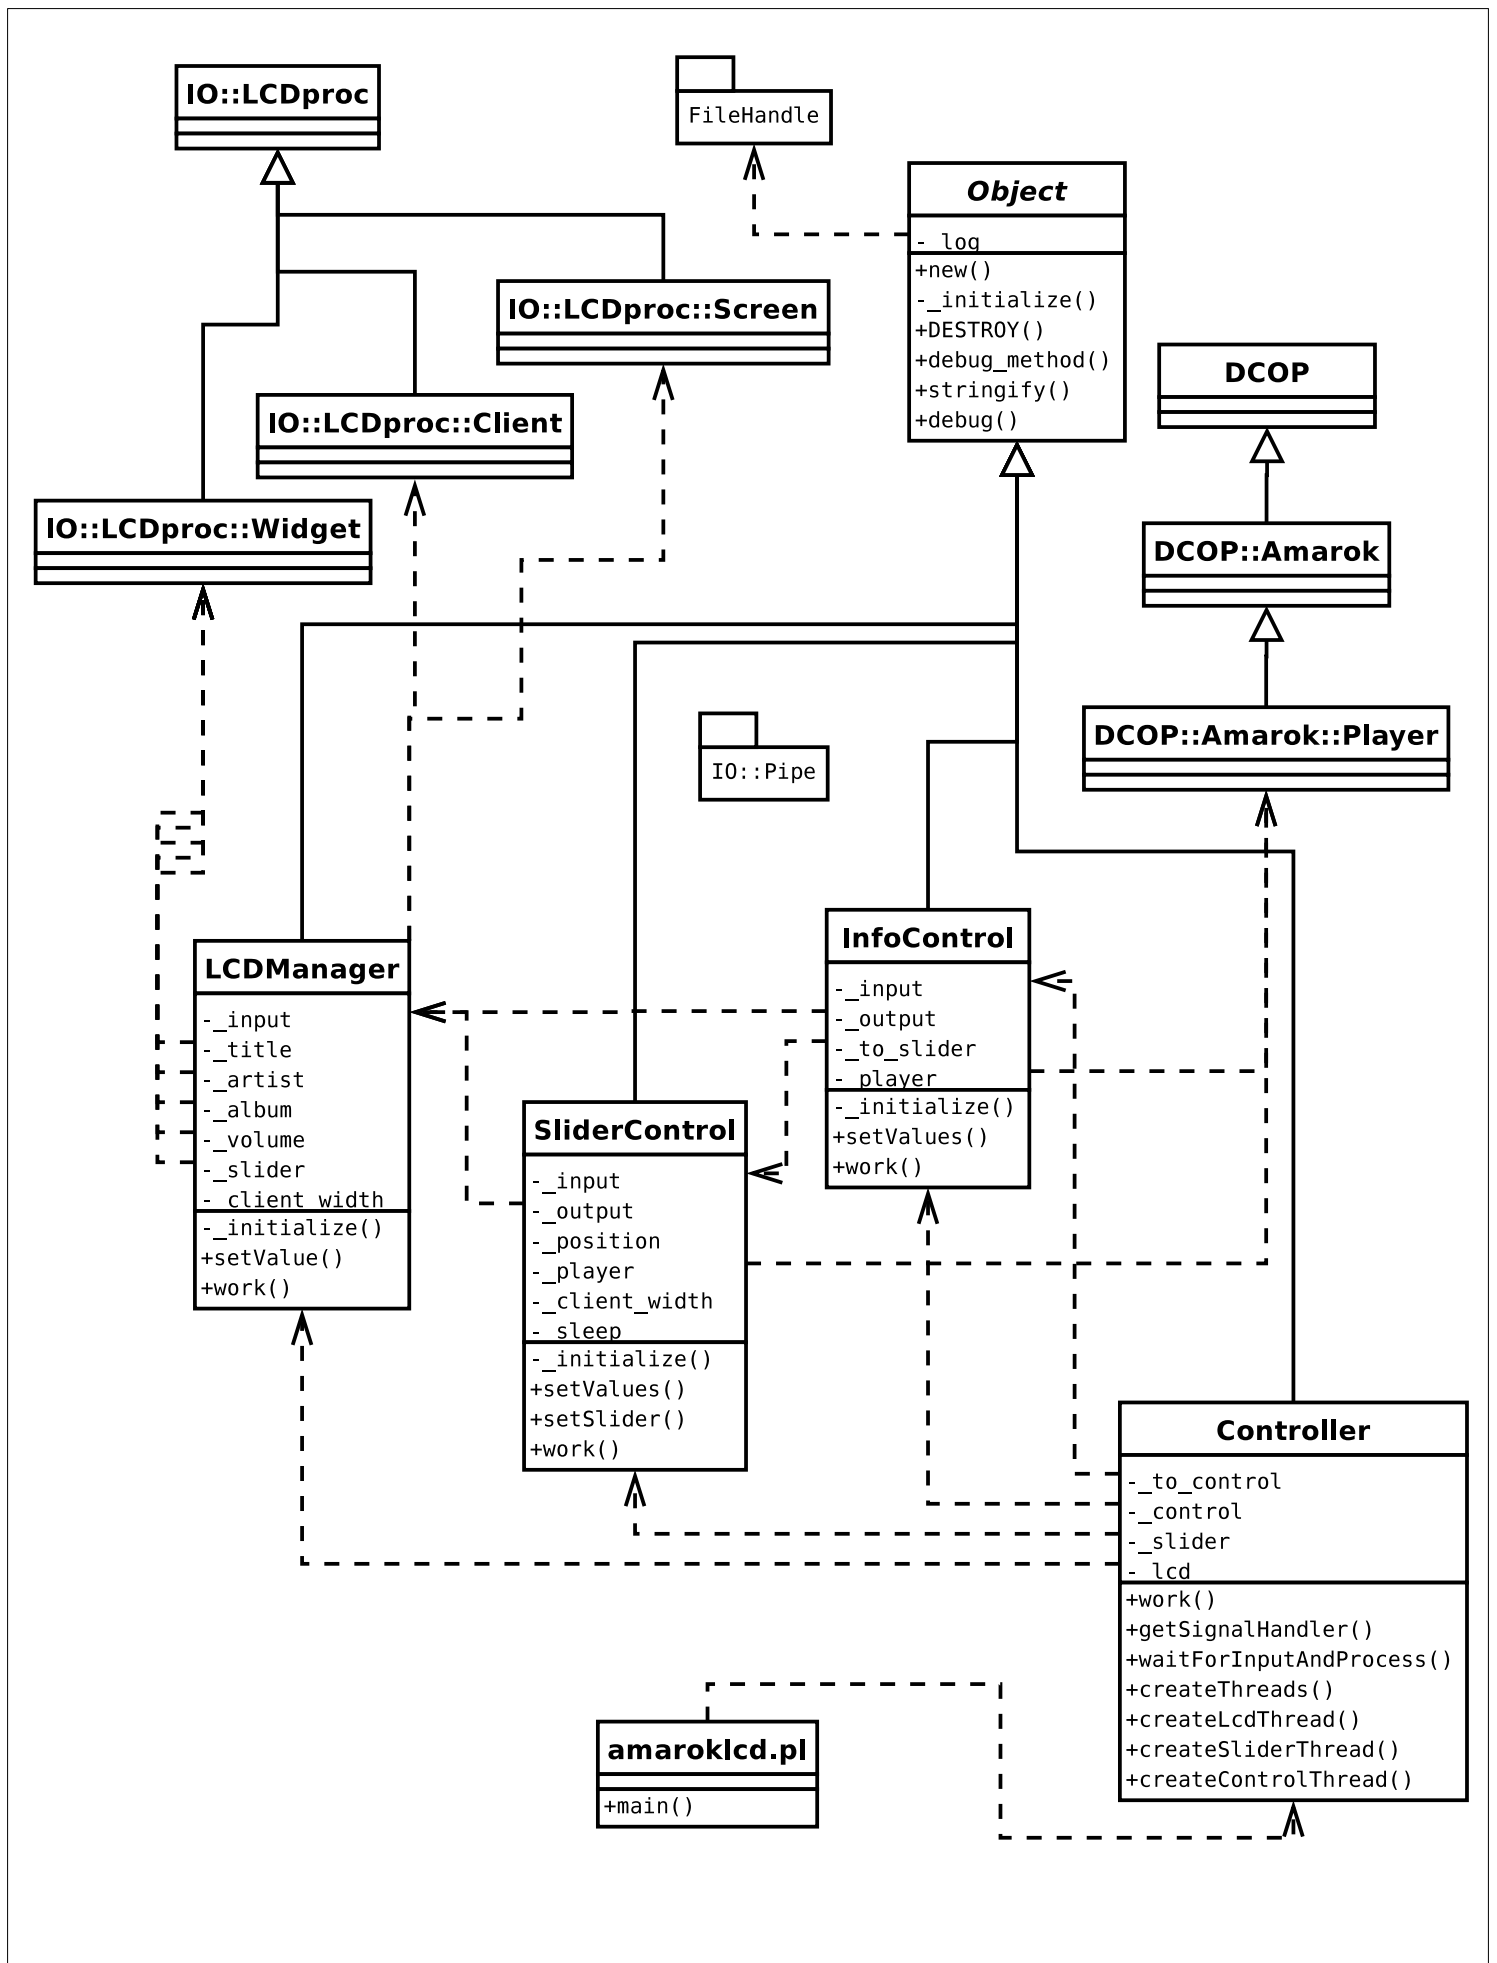 IO::LCDproc
FileHandle
Object
-_log
+new()
-_initialize()
+DESTROY()
+debug_method()
+stringify()
+debug()
IO::LCDproc::Screen
DCOP
IO::LCDproc::Client
IO::LCDproc::Widget
DCOP::Amarok
DCOP::Amarok::Player
IO::Pipe
InfoControl
-_input
-_output
-_to_slider
-_player
-_initialize()
+setValues()
+work()
LCDManager
-_input
-_title
-_artist
-_album
-_volume
-_slider
-_client_width
-_initialize()
+setValue()
+work()
SliderControl
-_input
-_output
-_position
-_player
-_client_width
-_sleep
-_initialize()
+setValues()
+setSlider()
+work()
Controller
-_to_control
-_control
-_slider
-_lcd
+work()
+getSignalHandler()
+waitForInputAndProcess()
+createThreads()
+createLcdThread()
+createSliderThread()
+createControlThread()
amaroklcd.pl
+main()